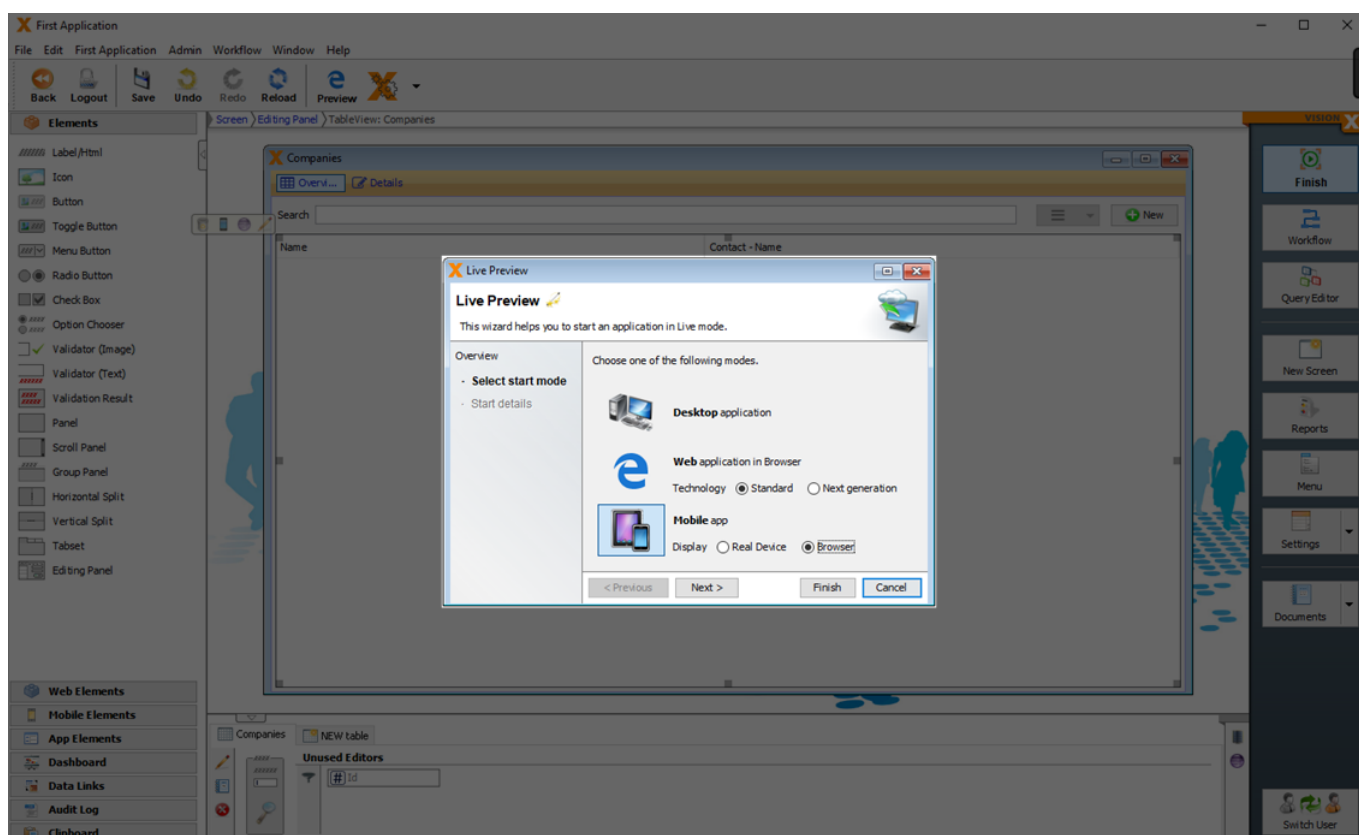 First Application
File Edit First Application Admin Workflow Window Help
Back Logout Save Undo Redo Reload Preview
Elements
Screen Editing Panel TableView: Companies
VISION X
Label/Html
Icon
Button
Toggle Button
Menu Button
Radio Button
Check Box
Option Chooser
Validator (Image)
Validator (Text)
Validation Result
Panel
Scroll Panel
Group Panel
Horizontal Split
Vertical Split
Tabset
Editing Panel
Web Elements
Mobile Elements
App Elements
Dashboard
Data Links
Audit Log
Clipboard
Companies
Overvi... Details
Search New
Name Contact - Name
Live Preview
Live Preview
This wizard helps you to start an application in Live mode.
Overview
· Select start mode
· Start details
Choose one of the following modes.
Desktop application
Web application in Browser
Technology Standard Next generation
Mobile app
Display Real Device Browser
< Previous Next > Finish Cancel
Companies NEW table
Unused Editors
# Id
Finish
Workflow
Query Editor
New Screen
Reports
Menu
Settings
Documents
Switch User